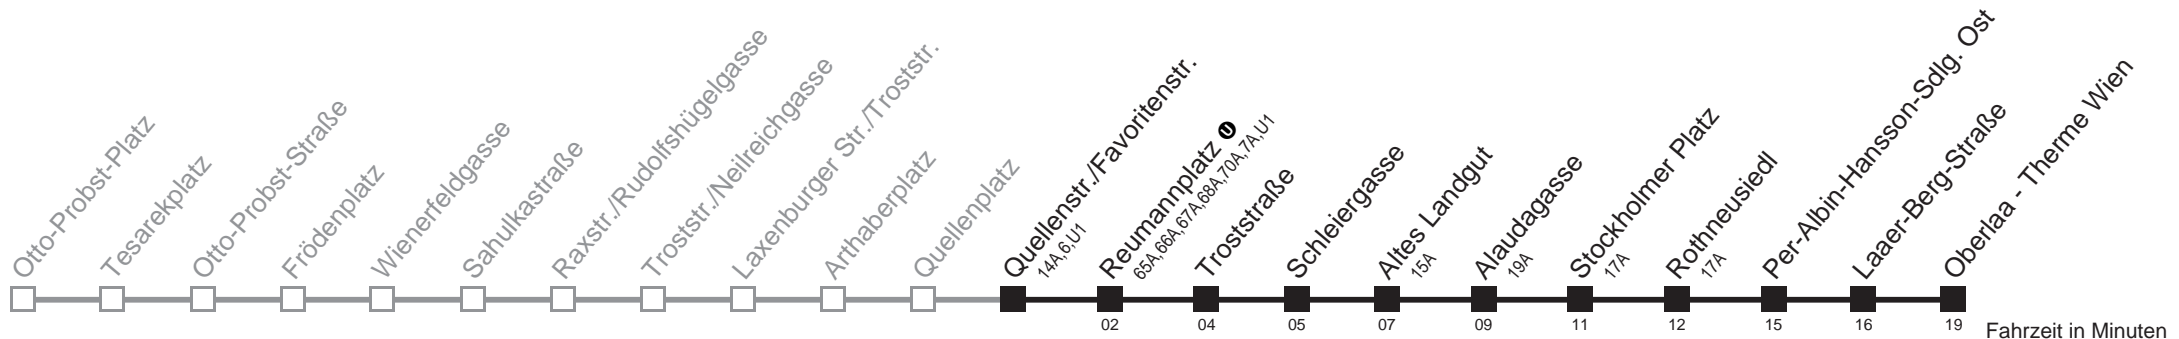 Otto-Probst-Platz
Tesarekplatz
Otto-Probst-Straße
Frödenplatz
Wienerfeldgasse
Sahulkastraße
Raxstr./Rudolfshügelgasse
Troststr./Neilreichgasse
Laxenburger Str./Troststr.
Arthaberplatz
Quellenplatz
Quellenstr./Favoritenstr.
14A,6,U1
Reumannplatz U
65A,66A,67A,68A,70A,7A,U1
Troststraße
Schleiergasse
Altes Landgut
15A
Alaudagasse
19A
Stockholmer Platz
17A
Rothneusiedl
17A
Per-Albin-Hansson-Sdlg. Ost
Laaer-Berg-Straße
Oberlaa - Therme Wien
02 04 05 07 09 11 12 15 16 19 Fahrzeit in Minuten